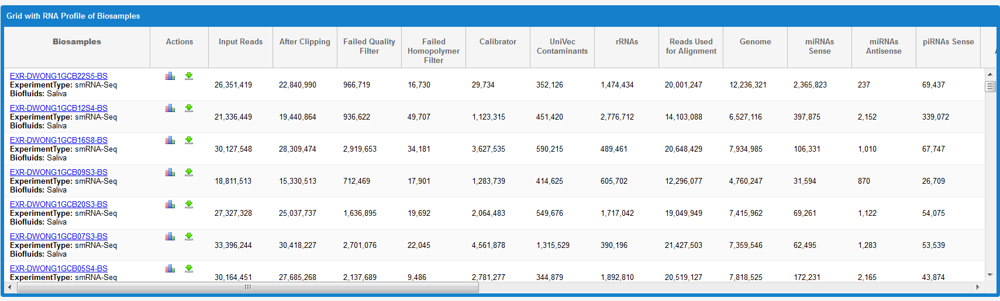 Grid with RNA Profile of Biosamples
Biosamples Actions Input Reads After Clipping Failed Quality Filter Failed Homopolymer Filter Calibrator UniVec Contaminants rRNAs Reads Used for Alignment Genome miRNAs Sense miRNAs Antisense piRNAs Sense
EXR-DWONG1GCB22S5-BS
ExperimentType: smRNA-Seq
Biofluids: Saliva
26,351,419 22,840,990 966,719 16,730 29,734 352,126 1,474,434 20,001,247 12,236,321 2,365,823 237 69,437
EXR-DWONG1GCB12S4-BS
ExperimentType: smRNA-Seq
Biofluids: Saliva
21,336,449 19,440,864 936,622 49,707 1,123,315 451,420 2,776,712 14,103,088 6,527,116 397,875 2,152 339,072
EXR-DWONG1GCB16S8-BS
ExperimentType: smRNA-Seq
Biofluids: Saliva
30,127,548 28,309,474 2,919,653 34,181 3,627,535 590,215 489,461 20,648,429 7,934,985 106,331 1,010 67,747
EXR-DWONG1GCB09S3-BS
ExperimentType: smRNA-Seq
Biofluids: Saliva
18,811,513 15,330,513 712,469 17,901 1,283,739 414,625 605,702 12,296,077 4,760,247 31,594 870 26,709
EXR-DWONG1GCB20S3-BS
ExperimentType: smRNA-Seq
Biofluids: Saliva
27,327,328 25,037,737 1,636,895 19,692 2,064,483 549,676 1,717,042 19,049,949 7,415,962 69,261 1,122 54,075
EXR-DWONG1GCB07S3-BS
ExperimentType: smRNA-Seq
Biofluids: Saliva
33,396,244 30,418,227 2,701,076 22,045 4,561,878 1,315,529 390,196 21,427,503 7,359,546 62,495 1,283 53,539
EXR-DWONG1GCB05S4-BS
ExperimentType: smRNA-Seq
30,164,451 27,685,268 2,137,689 9,486 2,781,277 344,879 1,892,810 20,519,127 7,818,525 172,231 2,165 43,874